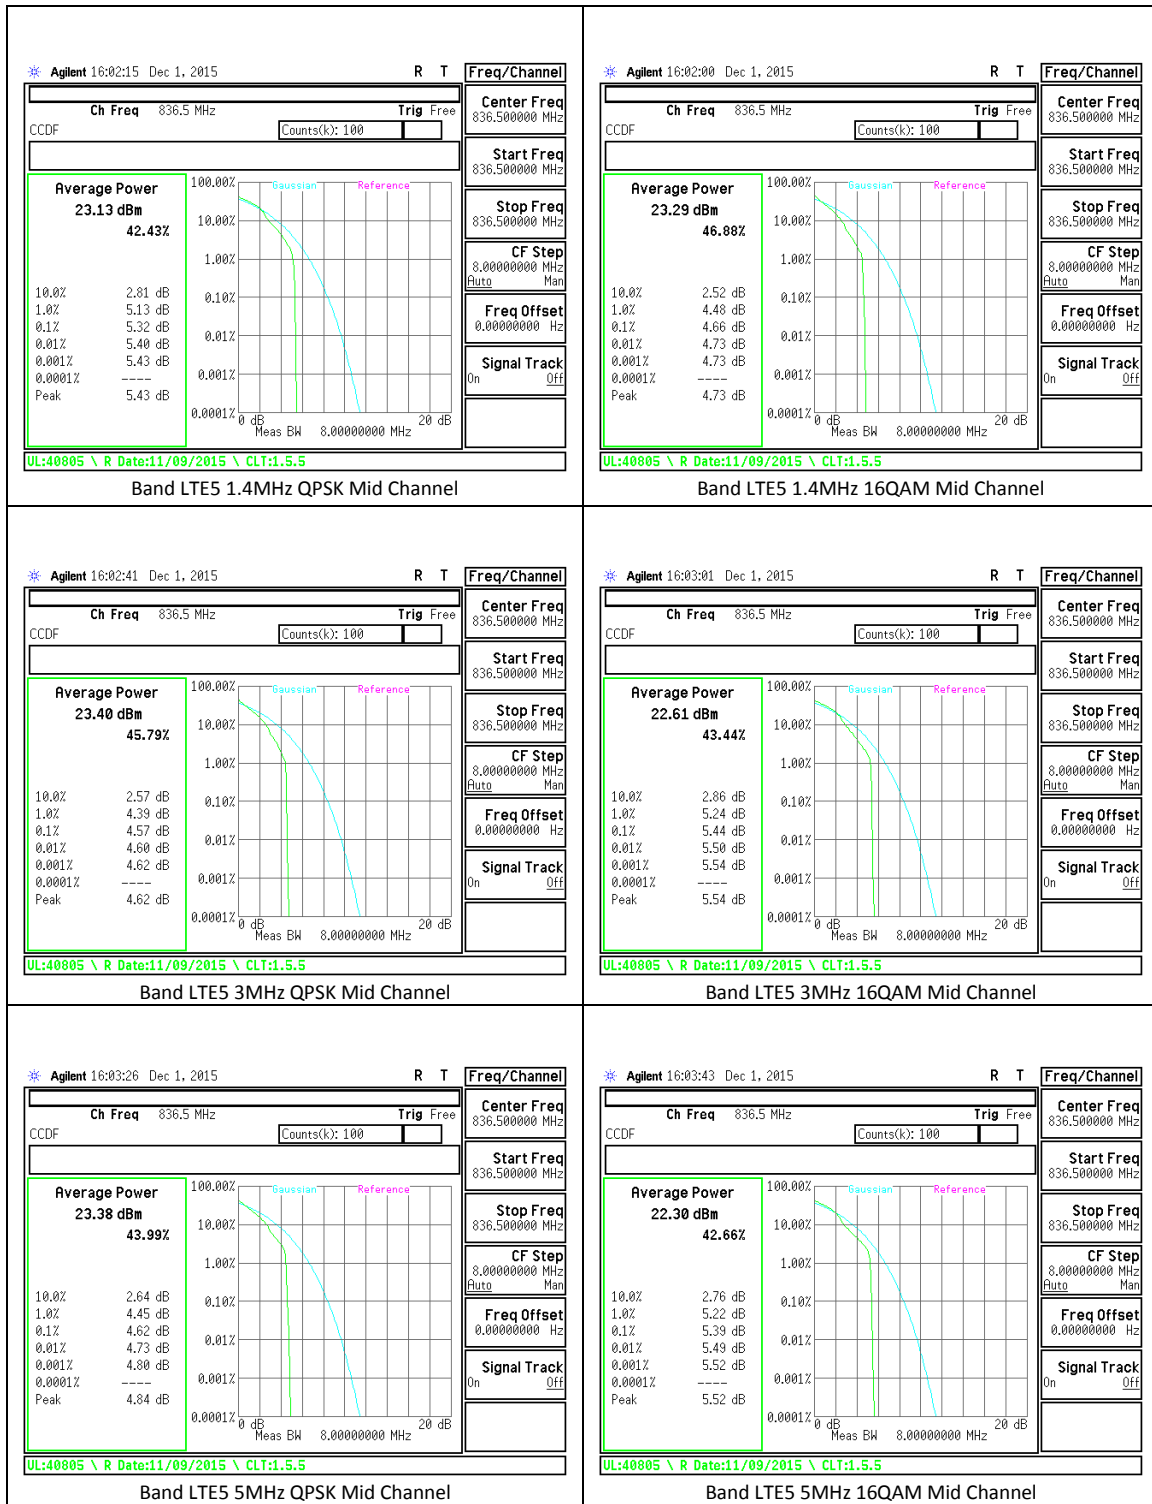 Agilent 16:02:15 Dec 1, 2015 R T Freq/Channel
Ch Freq 836.5 MHz Trig Free
CCDF Counts(k): 100
Center Freq
836.500000 MHz
Start Freq
836.500000 MHz
Stop Freq
836.500000 MHz
CF Step
8.00000000 MHz
Auto Man
Freq Offset
0.00000000 Hz
Signal Track
On Off
Average Power
23.13 dBm
42.43%
10.0% 2.81 dB
1.0% 5.13 dB
0.1% 5.32 dB
0.01% 5.40 dB
0.001% 5.43 dB
0.0001% ----
Peak 5.43 dB
Gaussian Reference
100.00%
10.00%
1.00%
0.10%
0.01%
0.001%
0.0001%
0 dB 20 dB
Meas BW 8.00000000 MHz
UL:40805 \ R Date:11/09/2015 \ CLT:1.5.5
Band LTE5 1.4MHz QPSK Mid Channel
Agilent 16:02:00 Dec 1, 2015 R T Freq/Channel
Ch Freq 836.5 MHz Trig Free
CCDF Counts(k): 100
Center Freq
836.500000 MHz
Start Freq
836.500000 MHz
Stop Freq
836.500000 MHz
CF Step
8.00000000 MHz
Auto Man
Freq Offset
0.00000000 Hz
Signal Track
On Off
Average Power
23.29 dBm
46.88%
10.0% 2.52 dB
1.0% 4.48 dB
0.1% 4.66 dB
0.01% 4.73 dB
0.001% 4.73 dB
0.0001% ----
Peak 4.73 dB
Gaussian Reference
100.00%
10.00%
1.00%
0.10%
0.01%
0.001%
0.0001%
0 dB 20 dB
Meas BW 8.00000000 MHz
UL:40805 \ R Date:11/09/2015 \ CLT:1.5.5
Band LTE5 1.4MHz 16QAM Mid Channel
Agilent 16:02:41 Dec 1, 2015 R T Freq/Channel
Ch Freq 836.5 MHz Trig Free
CCDF Counts(k): 100
Center Freq
836.500000 MHz
Start Freq
836.500000 MHz
Stop Freq
836.500000 MHz
CF Step
8.00000000 MHz
Auto Man
Freq Offset
0.00000000 Hz
Signal Track
On Off
Average Power
23.40 dBm
45.79%
10.0% 2.57 dB
1.0% 4.39 dB
0.1% 4.57 dB
0.01% 4.60 dB
0.001% 4.62 dB
0.0001% ----
Peak 4.62 dB
Gaussian Reference
100.00%
10.00%
1.00%
0.10%
0.01%
0.001%
0.0001%
0 dB 20 dB
Meas BW 8.00000000 MHz
UL:40805 \ R Date:11/09/2015 \ CLT:1.5.5
Band LTE5 3MHz QPSK Mid Channel
Agilent 16:03:01 Dec 1, 2015 R T Freq/Channel
Ch Freq 836.5 MHz Trig Free
CCDF Counts(k): 100
Center Freq
836.500000 MHz
Start Freq
836.500000 MHz
Stop Freq
836.500000 MHz
CF Step
8.00000000 MHz
Auto Man
Freq Offset
0.00000000 Hz
Signal Track
On Off
Average Power
22.61 dBm
43.44%
10.0% 2.86 dB
1.0% 5.24 dB
0.1% 5.44 dB
0.01% 5.50 dB
0.001% 5.54 dB
0.0001% ----
Peak 5.54 dB
Gaussian Reference
100.00%
10.00%
1.00%
0.10%
0.01%
0.001%
0.0001%
0 dB 20 dB
Meas BW 8.00000000 MHz
UL:40805 \ R Date:11/09/2015 \ CLT:1.5.5
Band LTE5 3MHz 16QAM Mid Channel
Agilent 16:03:26 Dec 1, 2015 R T Freq/Channel
Ch Freq 836.5 MHz Trig Free
CCDF Counts(k): 100
Center Freq
836.500000 MHz
Start Freq
836.500000 MHz
Stop Freq
836.500000 MHz
CF Step
8.00000000 MHz
Auto Man
Freq Offset
0.00000000 Hz
Signal Track
On Off
Average Power
23.38 dBm
43.99%
10.0% 2.64 dB
1.0% 4.45 dB
0.1% 4.62 dB
0.01% 4.73 dB
0.001% 4.80 dB
0.0001% ----
Peak 4.84 dB
Gaussian Reference
100.00%
10.00%
1.00%
0.10%
0.01%
0.001%
0.0001%
0 dB 20 dB
Meas BW 8.00000000 MHz
UL:40805 \ R Date:11/09/2015 \ CLT:1.5.5
Band LTE5 5MHz QPSK Mid Channel
Agilent 16:03:43 Dec 1, 2015 R T Freq/Channel
Ch Freq 836.5 MHz Trig Free
CCDF Counts(k): 100
Center Freq
836.500000 MHz
Start Freq
836.500000 MHz
Stop Freq
836.500000 MHz
CF Step
8.00000000 MHz
Auto Man
Freq Offset
0.00000000 Hz
Signal Track
On Off
Average Power
22.30 dBm
42.66%
10.0% 2.76 dB
1.0% 5.22 dB
0.1% 5.39 dB
0.01% 5.49 dB
0.001% 5.52 dB
0.0001% ----
Peak 5.52 dB
Gaussian Reference
100.00%
10.00%
1.00%
0.10%
0.01%
0.001%
0.0001%
0 dB 20 dB
Meas BW 8.00000000 MHz
UL:40805 \ R Date:11/09/2015 \ CLT:1.5.5
Band LTE5 5MHz 16QAM Mid Channel